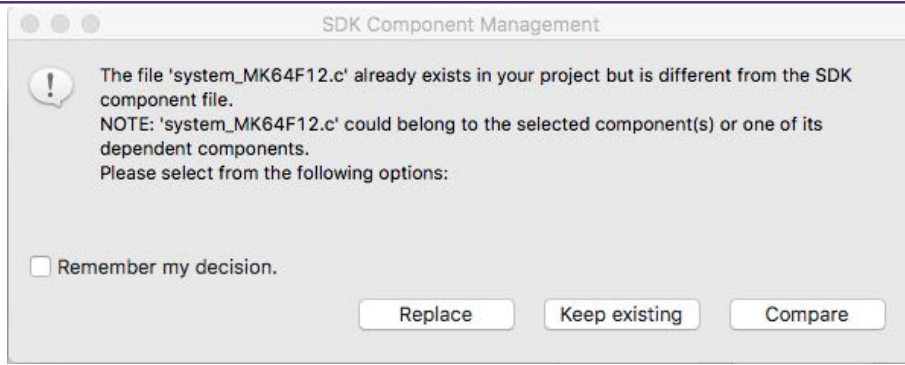 SDK Component Management
The file 'system_MK64F12.c' already exists in your project but is different from the SDK
component file.
NOTE: 'system_MK64F12.c' could belong to the selected component(s) or one of its
dependent components.
Please select from the following options:
Remember my decision.
Replace
Keep existing
Compare